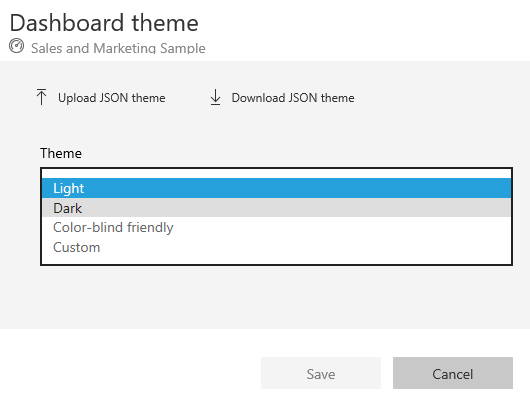 Dashboard theme
Sales and Marketing Sample
Upload JSON theme Download JSON theme
Theme
Light
Dark
Color-blind friendly
Custom
Save Cancel